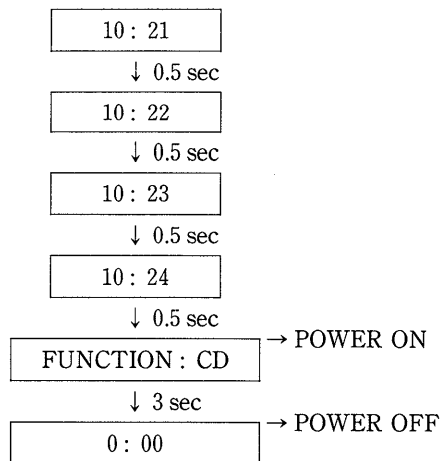 10 : 21
↓ 0.5 sec
10 : 22
↓ 0.5 sec
10 : 23
↓ 0.5 sec
10 : 24
↓ 0.5 sec
→ POWER ON
FUNCTION : CD
↓ 3 sec
→ POWER OFF
0 : 00